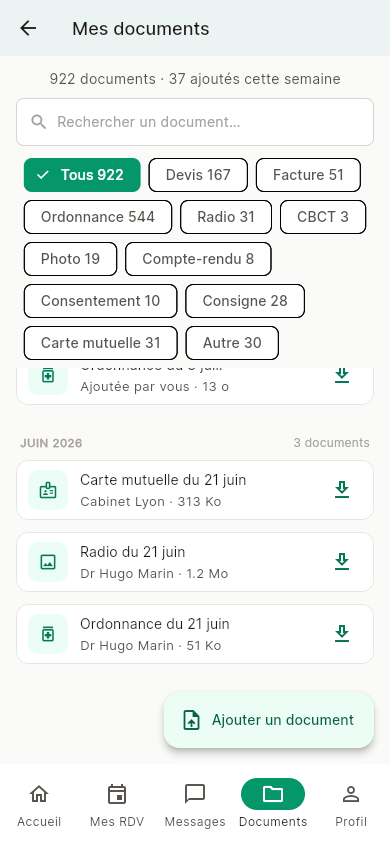 Mes documents
922 documents · 37 ajoutés cette semaine
Rechercher un document...
Tous 922
Devis 167
Facture 51
Ordonnance 544
Radio 31
CBCT 3
Photo 19
Compte-rendu 8
Consentement 10
Consigne 28
Carte mutuelle 31
Autre 30
Ajoutée par vous · 13 o
JUIN 2026
3 documents
Carte mutuelle du 21 juin
Cabinet Lyon · 313 Ko
Radio du 21 juin
Dr Hugo Marin · 1.2 Mo
Ordonnance du 21 juin
Dr Hugo Marin · 51 Ko
Ajouter un document
Accueil
Mes RDV
Messages
Documents
Profil